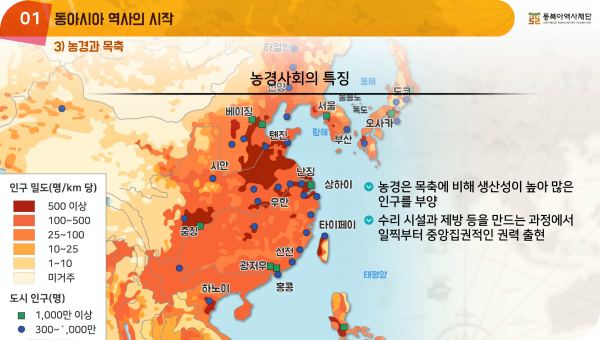 01 동아시아 역사의 시작
동북아역사재단
3) 농경과 목축
하얼빈
농경사회의 특징
선양
동해
울릉도
독도
도쿄
베이징
서울
오사카
톈진
황해
부산
시안
난징
상하이
우한
충칭
타이페이
선전
광저우
홍콩
하노이
태평양
농경은 목축에 비해 생산성이 높아 많은
인구를 부양
수리 시설과 제방 등을 만드는 과정에서
일찍부터 중앙집권적인 권력 출현
인구 밀도(명/km 당)
500 이상
100~500
25~100
10~25
1~10
미거주
도시 인구(명)
1,000만 이상
300~`,000만